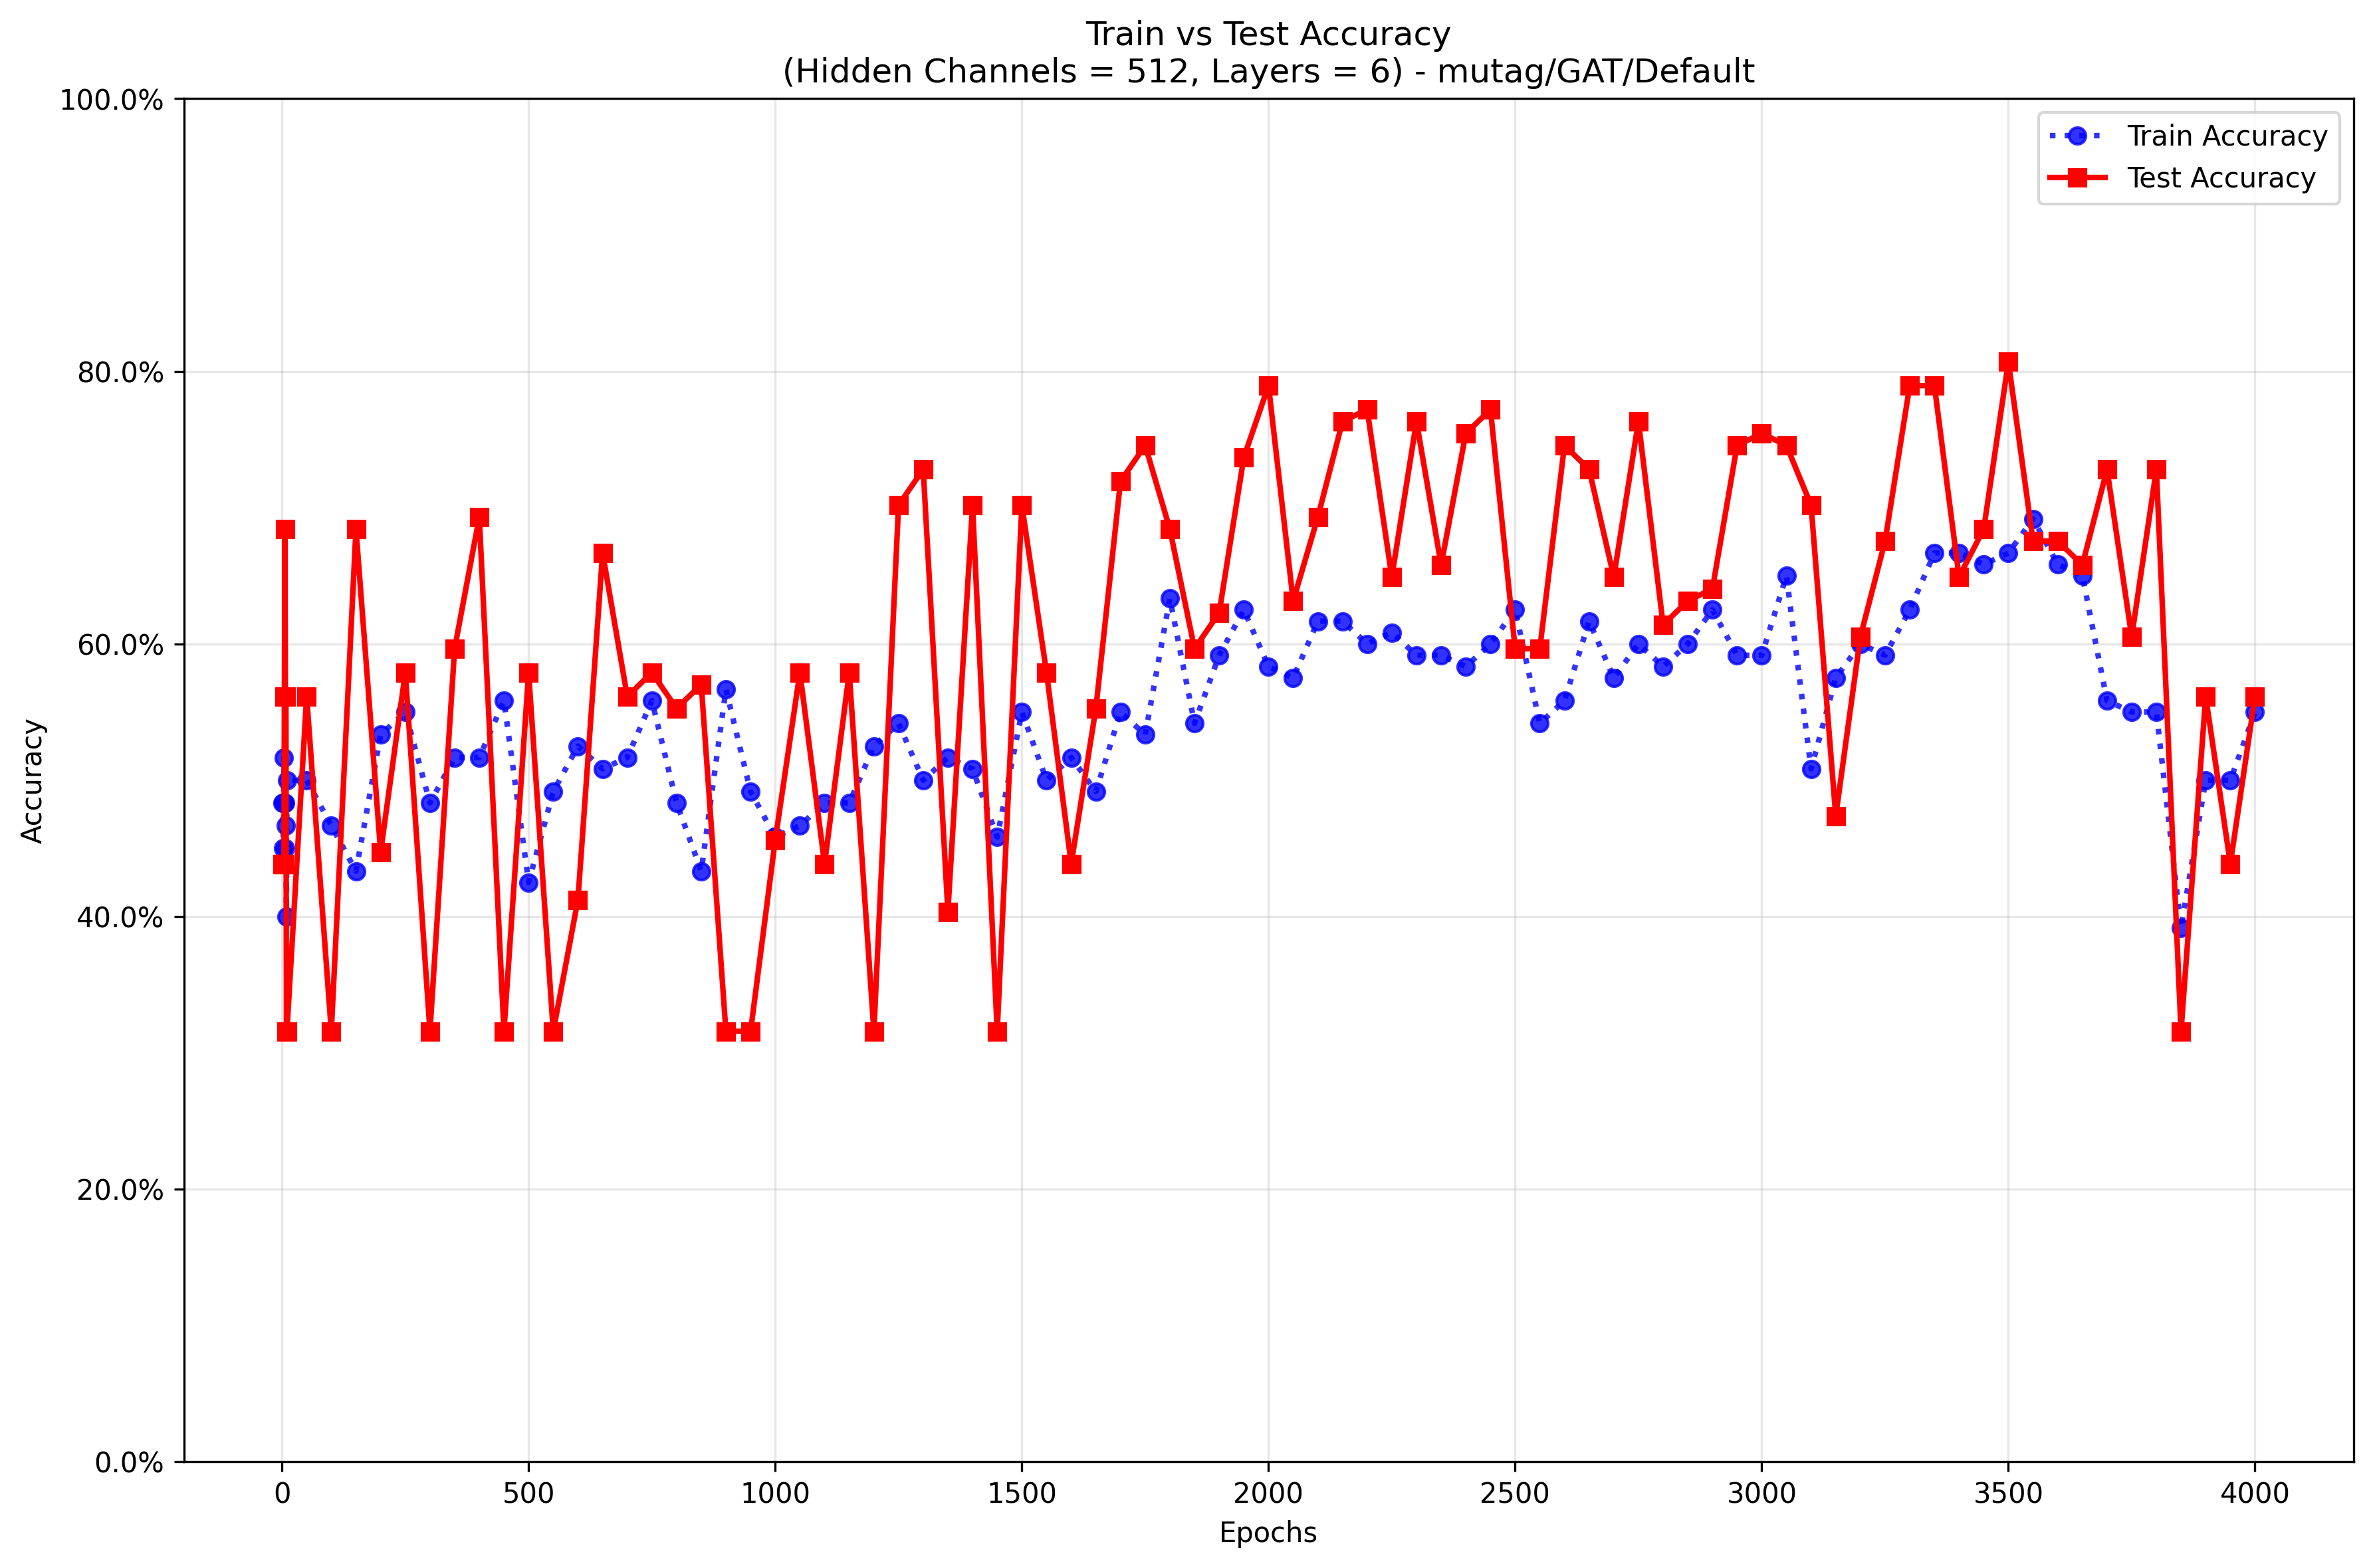 Train vs Test Accuracy
(Hidden Channels = 512, Layers = 6) - mutag/GAT/Default
100.0%
80.0%
60.0%
40.0%
20.0%
0.0%
Accuracy
Train Accuracy
Test Accuracy
0 500 1000 1500 2000 2500 3000 3500 4000
Epochs